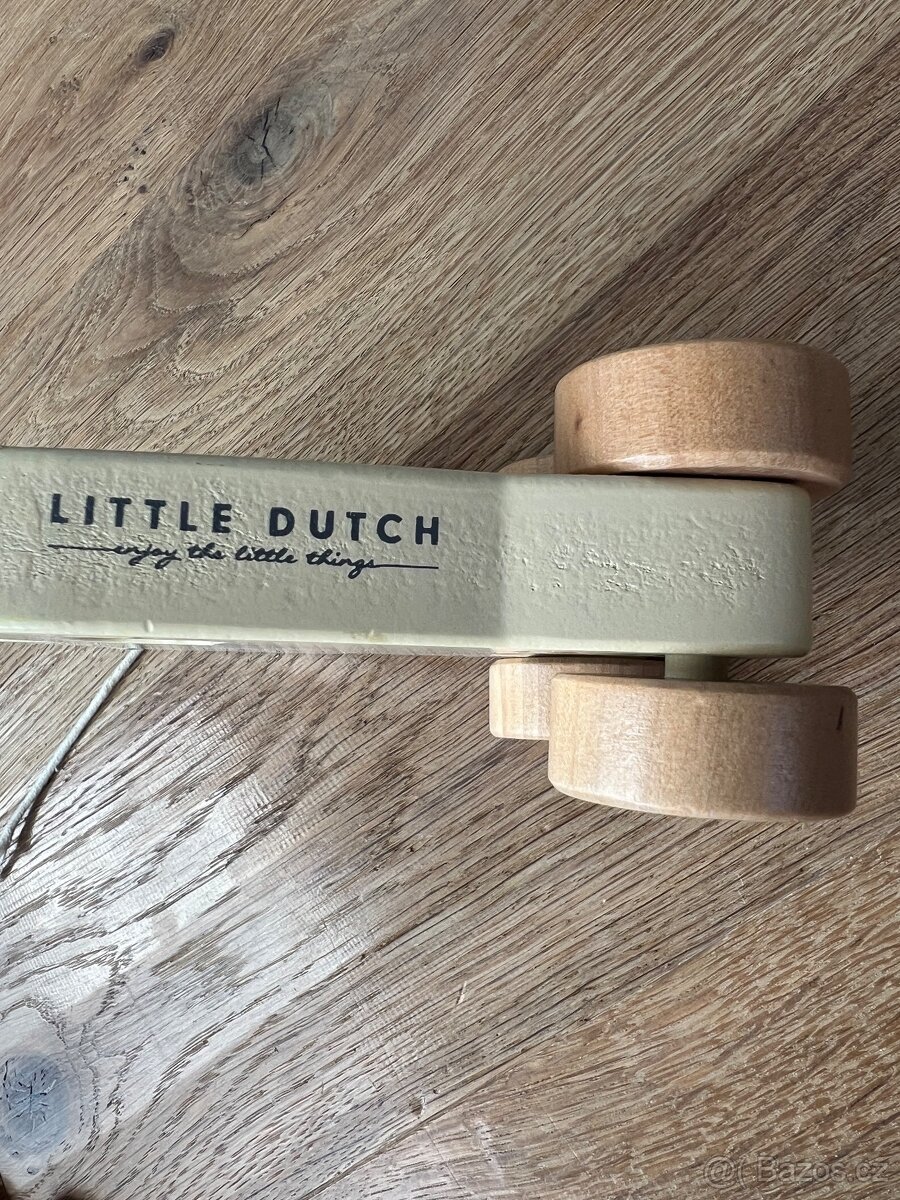 LITTLE DUTCH
enjoy the little things
@t Bazos.cz